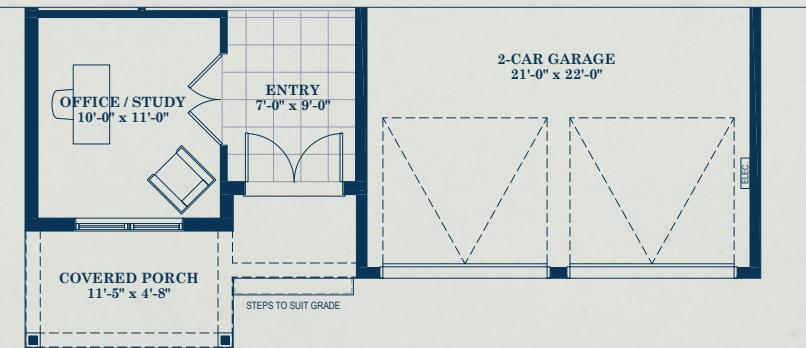 OFFICE / STUDY
10'-0" x 11'-0"
ENTRY
7'-0" x 9'-0"
2-CAR GARAGE
21'-0" x 22'-0"
ELEC.
COVERED PORCH
11'-5" x 4'-8"
STEPS TO SUIT GRADE